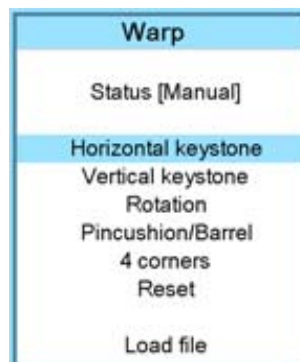 Warp
Status [Manual]
Horizontal keystone
Vertical keystone
Rotation
Pincushion/Barrel
4 corners
Reset
Load file